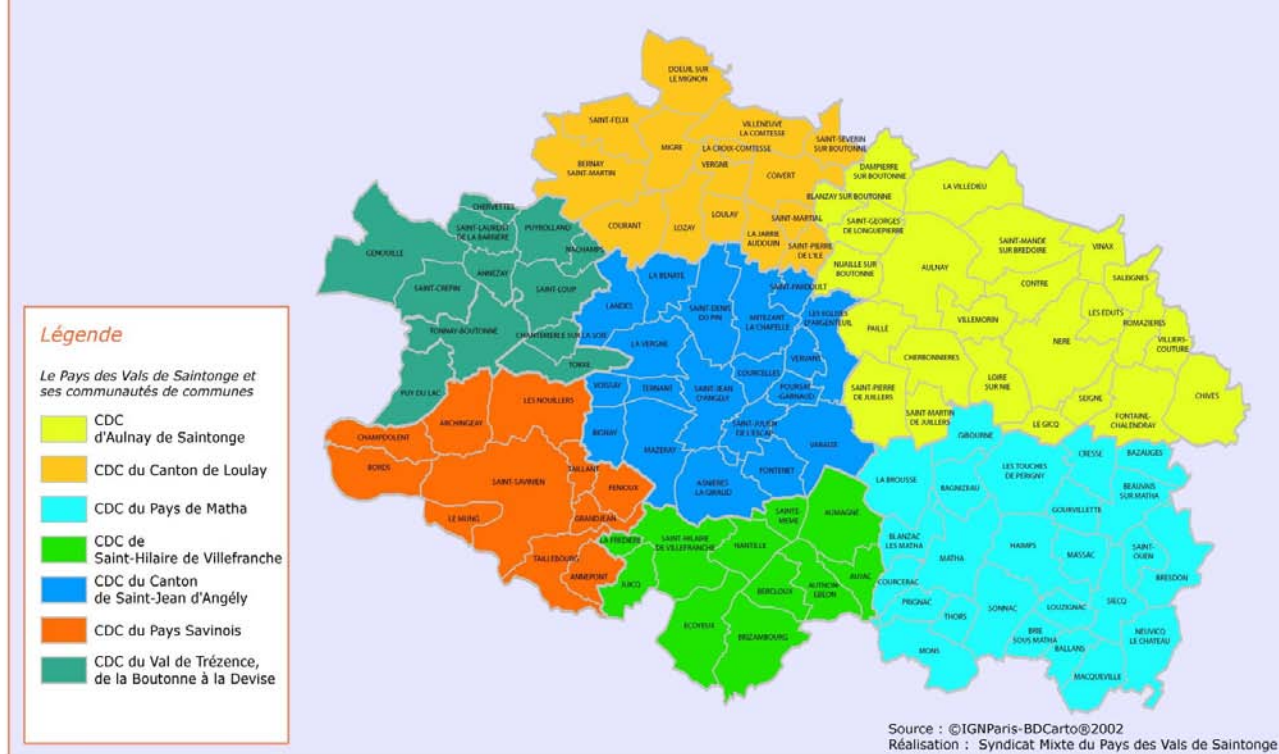 DOEUIL SUR
LE MIGNON
SAINT-FELIX
VILLENEUVE
LA COMTESSE
MIGRE
LA CROIX-COMTESSE
SAINT-SEVERIN
SUR BOUTONNE
BERNAY
SAINT-MARTIN
VERGNE
COIVERT
DAMPIERRE
SUR BOUTONNE
BLANZAY SUR BOUTONNE
LA VILLEDIEU
COURANT
LOZAY
LOULAY
SAINT-MARTIAL
LA JARRIE
AUDOUIN
SAINT-PIERRE
DE L'ILE
SAINT-GEORGES
DE LONGUEPIERRE
SAINT-MANDE
SUR BREDOIRE
VINAX
NUAILLE SUR
BOUTONNE
AULNAY
CONTRE
SALEIGNES
CHERVETTES
SAINT-LAURENT
DE LA BARRIERE
PUYROLLAND
NACHAMPS
GENOUILLE
ANNEZAY
SAINT-CREPIN
SAINT-LOUP
TONNAY-BOUTONNE
CHANTEMERLE SUR LA SOIE
TORXE
PUY DU LAC
LA BENATE
SAINT-PARDOULT
LANDES
SAINT-DENIS
DU PIN
ANTEZANT
LA CHAPELLE
LES EGLISES
D'ARGENTEUIL
LA VERGNE
VERVANT
COURCELLES
VOISSAY
TERNANT
SAINT-JEAN
D'ANGELY
POURSAY
-GARNAUD
BIGNAY
MAZERAY
SAINT-JULIEN
DE L'ESCAP
VARAIZE
FONTENET
ASNIERES
LA GIRAUD
PAILLE
VILLEMORIN
LES EDUTS
ROMAZIERES
NERE
VILLIERS-
COUTURE
CHERBONNIERES
LOIRE
SUR NIE
SAINT-PIERRE
DE JUILLERS
SEIGNE
CHIVES
SAINT-MARTIN
DE JUILLERS
LE GICQ
FONTAINE-
CHALENDRAY
LES NOUILLERS
ARCHINGEAY
CHAMPDOLENT
BORDS
SAINT-SAVINIEN
TAILLANT
FENIOUX
LE MUNG
GRANDJEAN
TAILLEBOURG
ANNEPONT
LA FREDIERE
SAINT-HILAIRE
DE VILLEFRANCHE
NANTILLE
SAINTE-
MEME
AUMAGNE
JUICQ
BERCLOUX
AUTHON-
EBEON
AUJAC
ECOYEUX
BRIZAMBOURG
GIBOURNE
CRESSE
BAZAUGES
LA BROUSSE
BAGNIZEAU
LES TOUCHES
DE PERIGNY
BEAUVAIS
SUR MATHA
GOURVILLETTE
BLANZAC
LES MATHA
MATHA
HAIMPS
MASSAC
SAINT-
OUEN
BRESDON
COURCERAC
PRIGNAC
THORS
SONNAC
LOUZIGNAC
SIECQ
BRIE
SOUS MATHA
NEUVICQ
LE CHATEAU
MONS
BALLANS
MACQUEVILLE
Légende
Le Pays des Vals de Saintonge et
ses communautés de communes
CDC
d'Aulnay de Saintonge
CDC du Canton de Loulay
CDC du Pays de Matha
CDC de
Saint-Hilaire de Villefranche
CDC du Canton
de Saint-Jean d'Angély
CDC du Pays Savinois
CDC du Val de Trézence,
de la Boutonne à la Devise
Source : ©IGNParis-BDCarto®2002
Réalisation : Syndicat Mixte du Pays des Vals de Saintonge